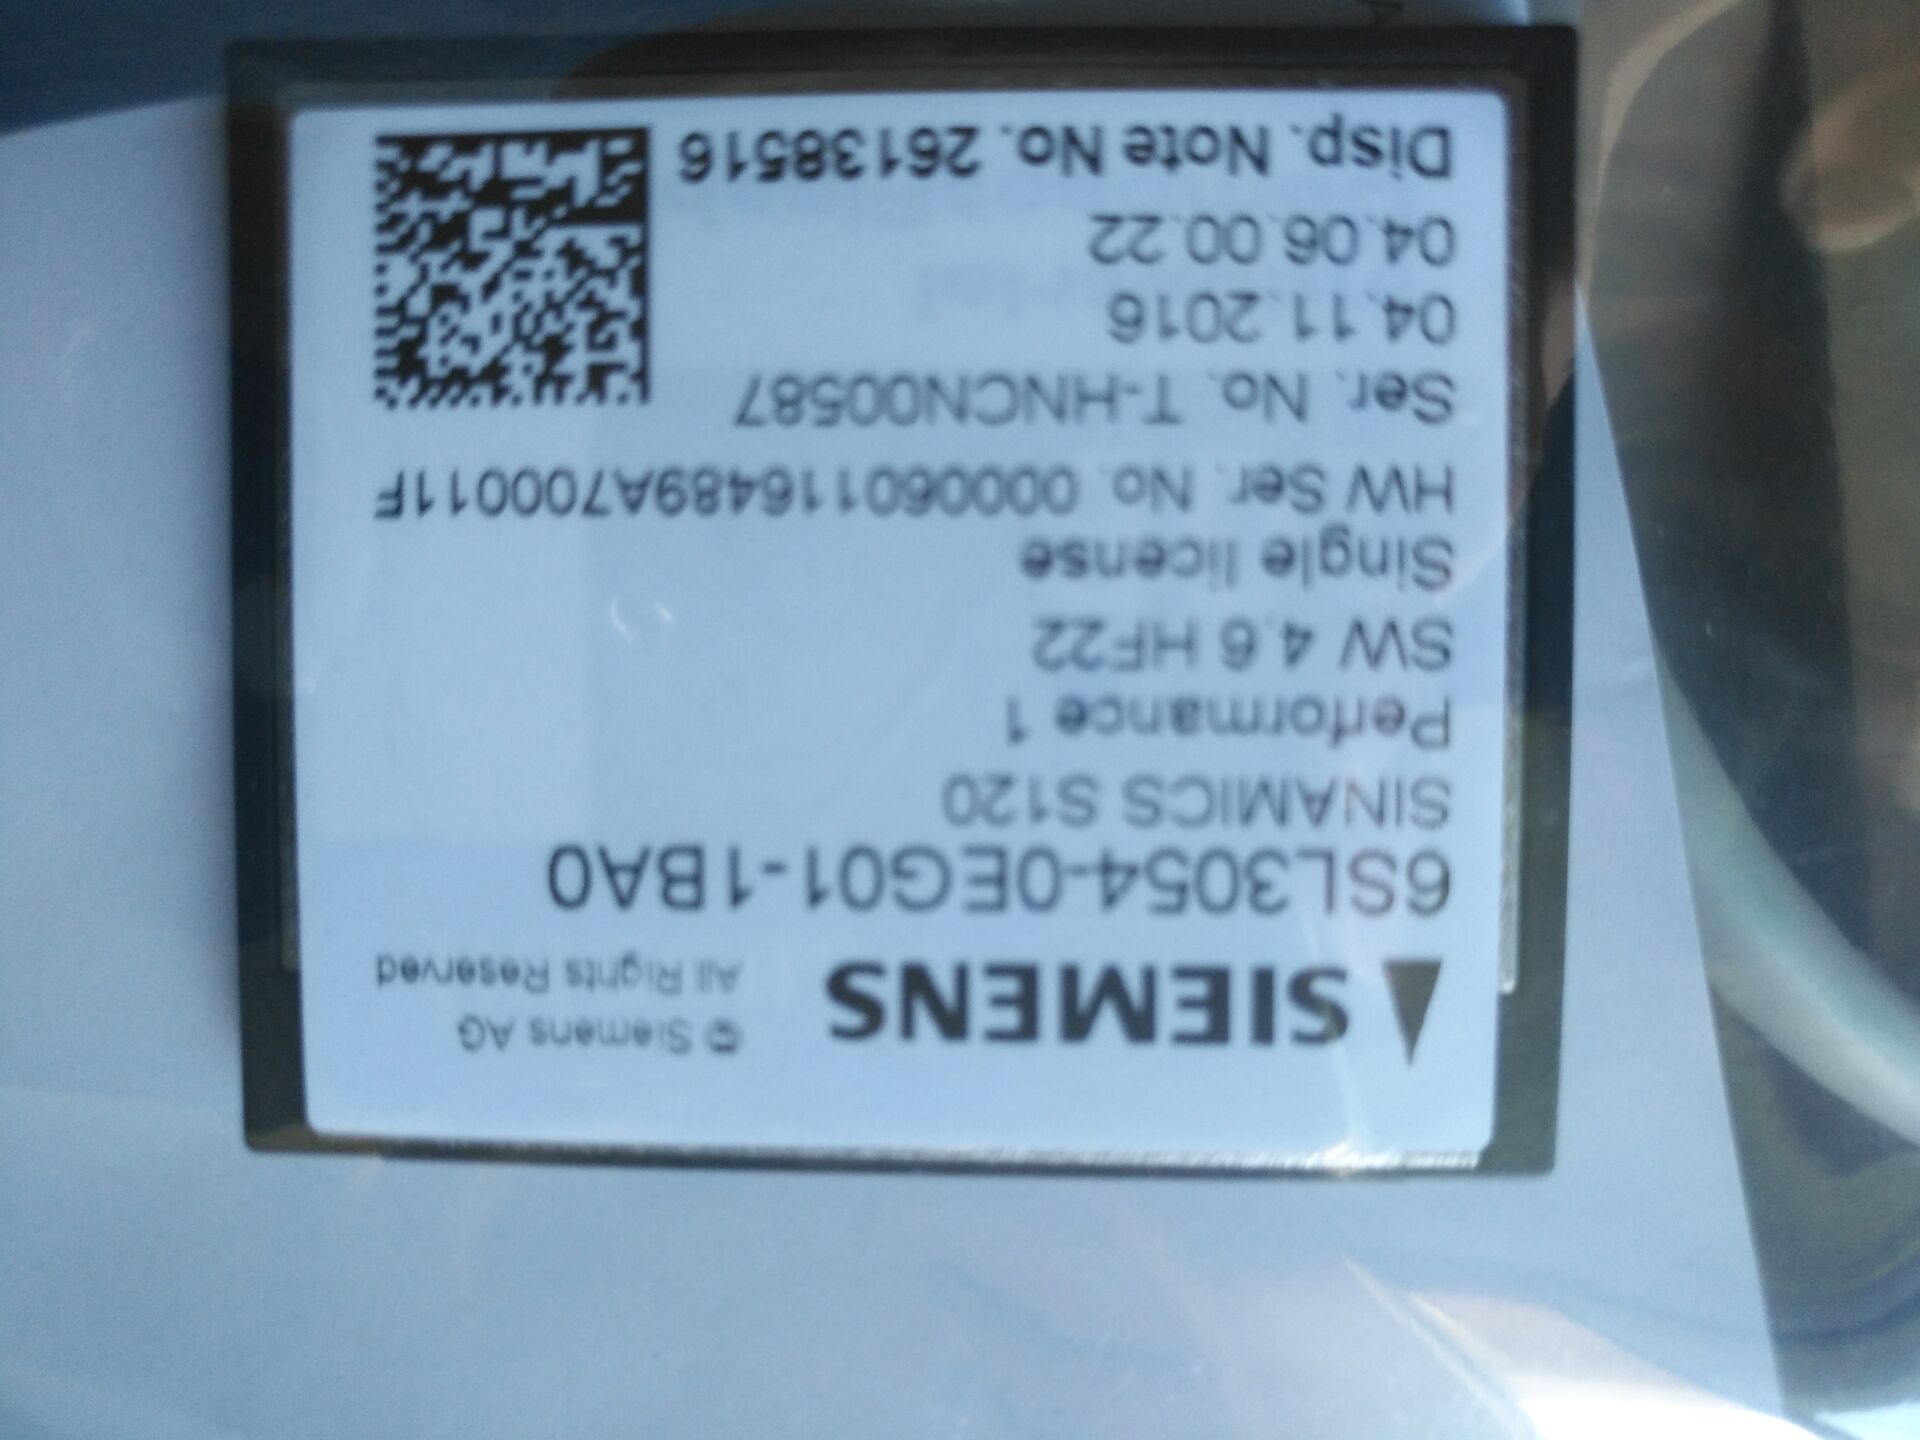 SIEMENS
© Siemens AG
All Rights Reserved
6SL3054-0EG01-1BA0
SINAMICS S120
Performance 1
SW 4.6 HF22
Single license
HW Ser. No. 000060116489A700011F
Ser. No. T-HNCN00587
04.11.2016
04.06.00.22
Disp. Note No. 26138516